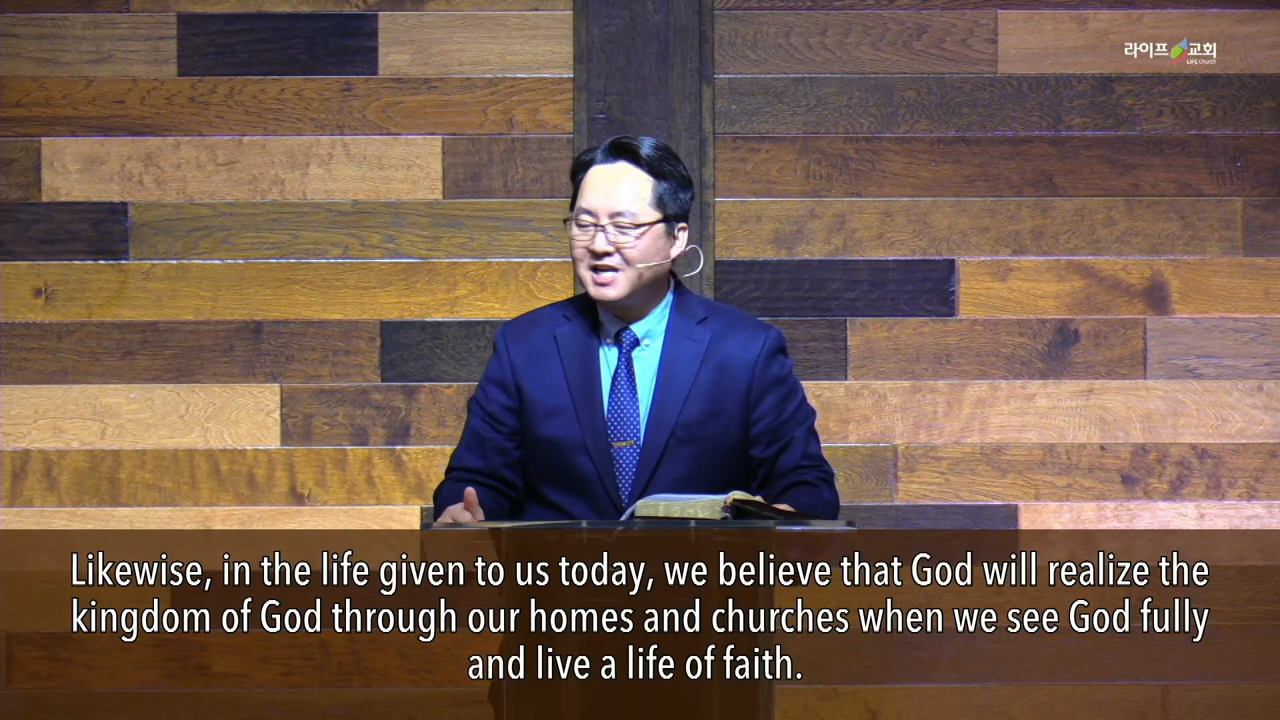 라이프교회
LIFE Church
Likewise, in the life given to us today, we believe that God will realize the
kingdom of God through our homes and churches when we see God fully
and live a life of faith.